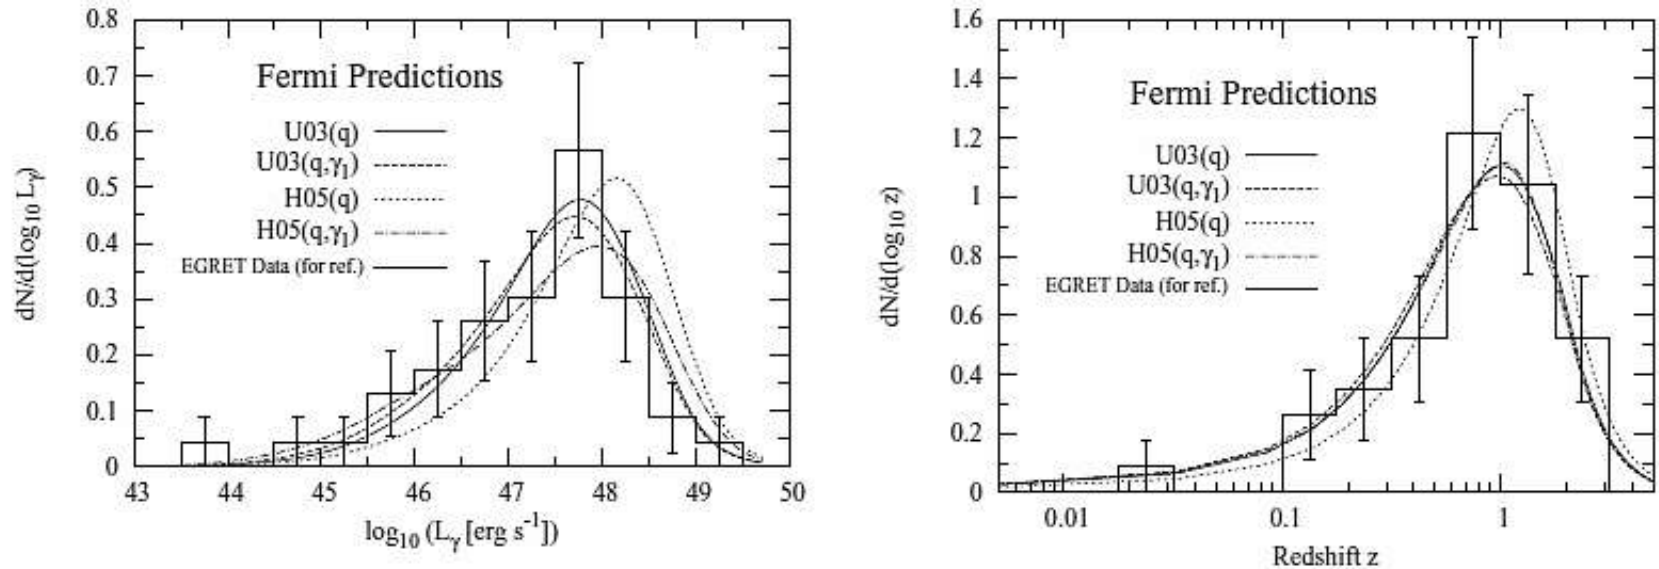 0.8
0.7
0.6
0.5
0.4
0.3
0.2
0.1
0
dN/d(log₁₀ Lᵧ)
Fermi Predictions
U03(q)
U03(q,γ₁)
H05(q)
H05(q,γ₁)
EGRET Data (for ref.)
43 44 45 46 47 48 49 50
log₁₀ (Lᵧ [erg s⁻¹])
1.6
1.4
1.2
1
0.8
0.6
0.4
0.2
0
dN/d(log₁₀ z)
Fermi Predictions
U03(q)
U03(q,γ₁)
H05(q)
H05(q,γ₁)
EGRET Data (for ref.)
0.01 0.1 1
Redshift z